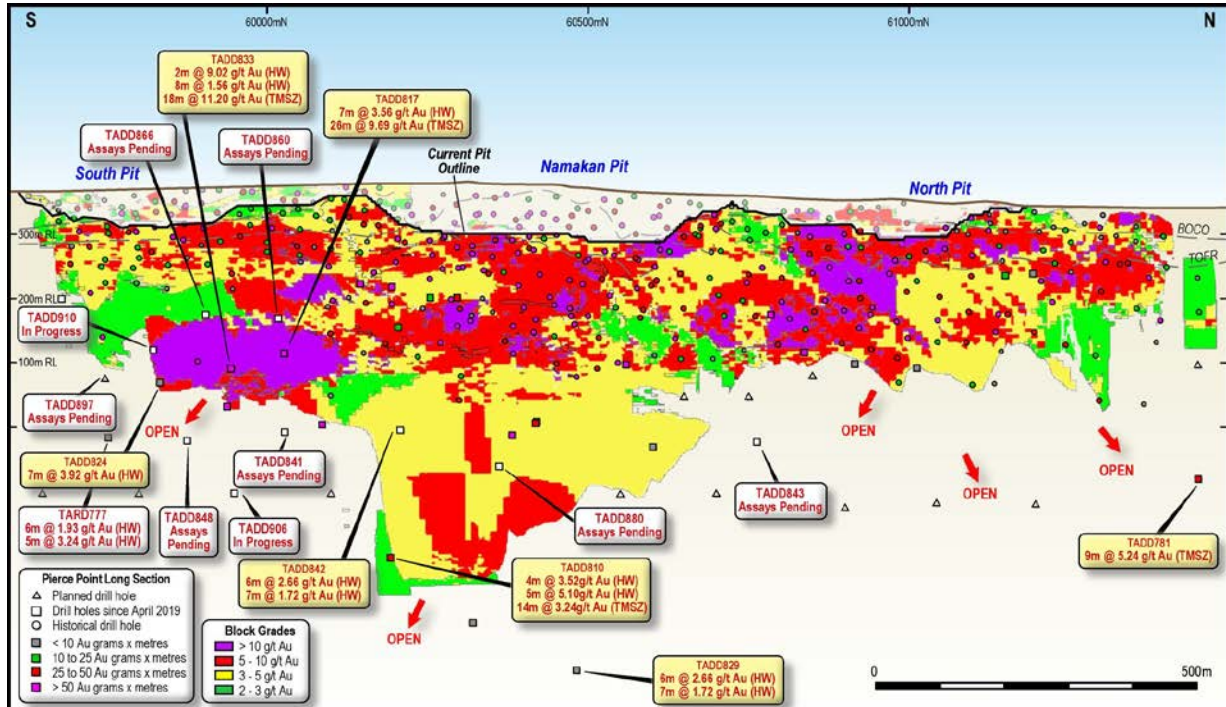 S
60000mN
60500mN
61000mN
N
TADD833
2m @ 9.02 g/t Au (HW)
8m @ 1.56 g/t Au (HW)
18m @ 11.20 g/t Au (TMSZ)
TADD817
7m @ 3.56 g/t Au (HW)
26m @ 9.69 g/t Au (TMSZ)
TADD866
Assays Pending
TADD860
Assays Pending
Current Pit
Outline
South Pit
Namakan Pit
North Pit
BOCO
TOFR
300m RL
200m RL
100m RL
TADD910
In Progress
TADD897
Assays Pending
OPEN
TADD824
7m @ 3.92 g/t Au (HW)
TARD777
6m @ 1.93 g/t Au (HW)
5m @ 3.24 g/t Au (HW)
TADD848
Assays
Pending
TADD841
Assays Pending
TADD906
In Progress
TADD842
6m @ 2.66 g/t Au (HW)
7m @ 1.72 g/t Au (HW)
TADD880
Assays Pending
TADD810
4m @ 3.52g/t Au (HW)
5m @ 5.10g/t Au (HW)
14m @ 3.24g/t Au (TMSZ)
OPEN
TADD829
6m @ 2.66 g/t Au (HW)
7m @ 1.72 g/t Au (HW)
TADD843
Assays Pending
OPEN
OPEN
OPEN
TADD781
9m @ 5.24 g/t Au (TMSZ)
Pierce Point Long Section
Planned drill hole
Drill holes since April 2019
Historical drill hole
< 10 Au grams x metres
10 to 25 Au grams x metres
25 to 50 Au grams x metres
> 50 Au grams x metres
Block Grades
> 10 g/t Au
5 - 10 g/t Au
3 - 5 g/t Au
2 - 3 g/t Au
0
500m